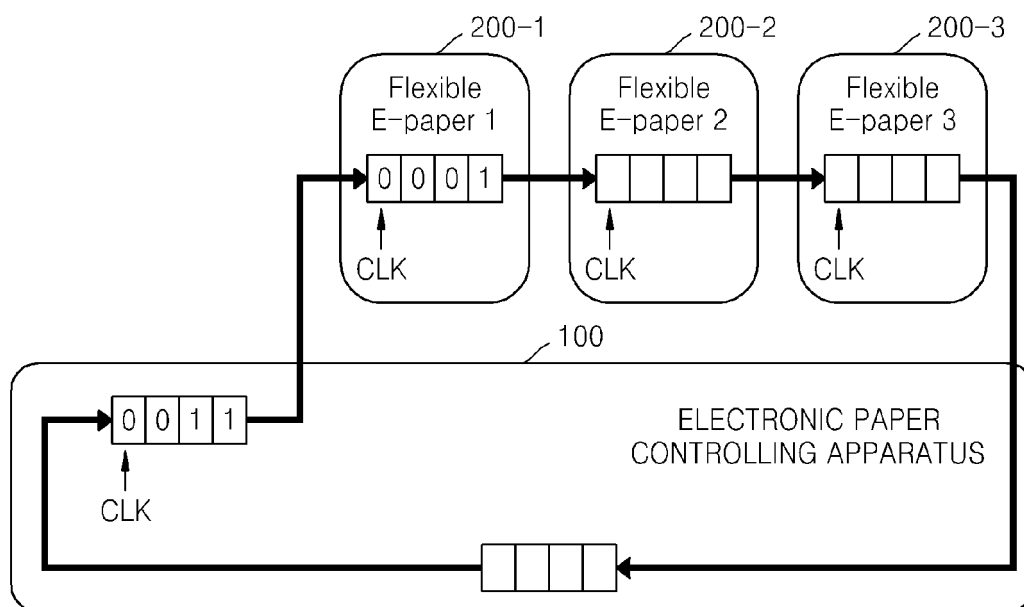 200-1
200-2
200-3
Flexible
E-paper 1
Flexible
E-paper 2
Flexible
E-paper 3
0 0 0 1
CLK
CLK
CLK
100
0 0 1 1
ELECTRONIC PAPER
CONTROLLING APPARATUS
CLK